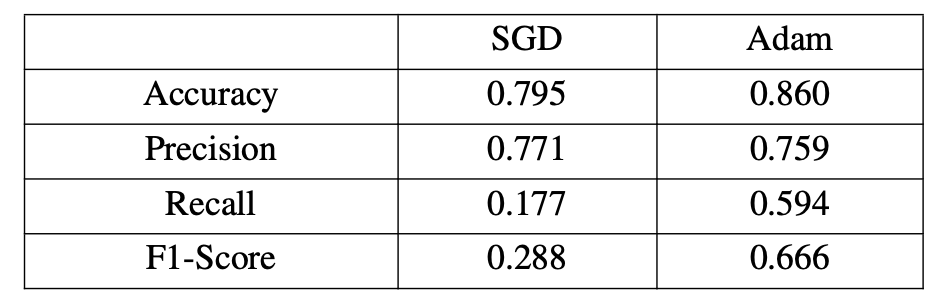 SGD Adam
Accuracy 0.795 0.860
Precision 0.771 0.759
Recall 0.177 0.594
F1-Score 0.288 0.666